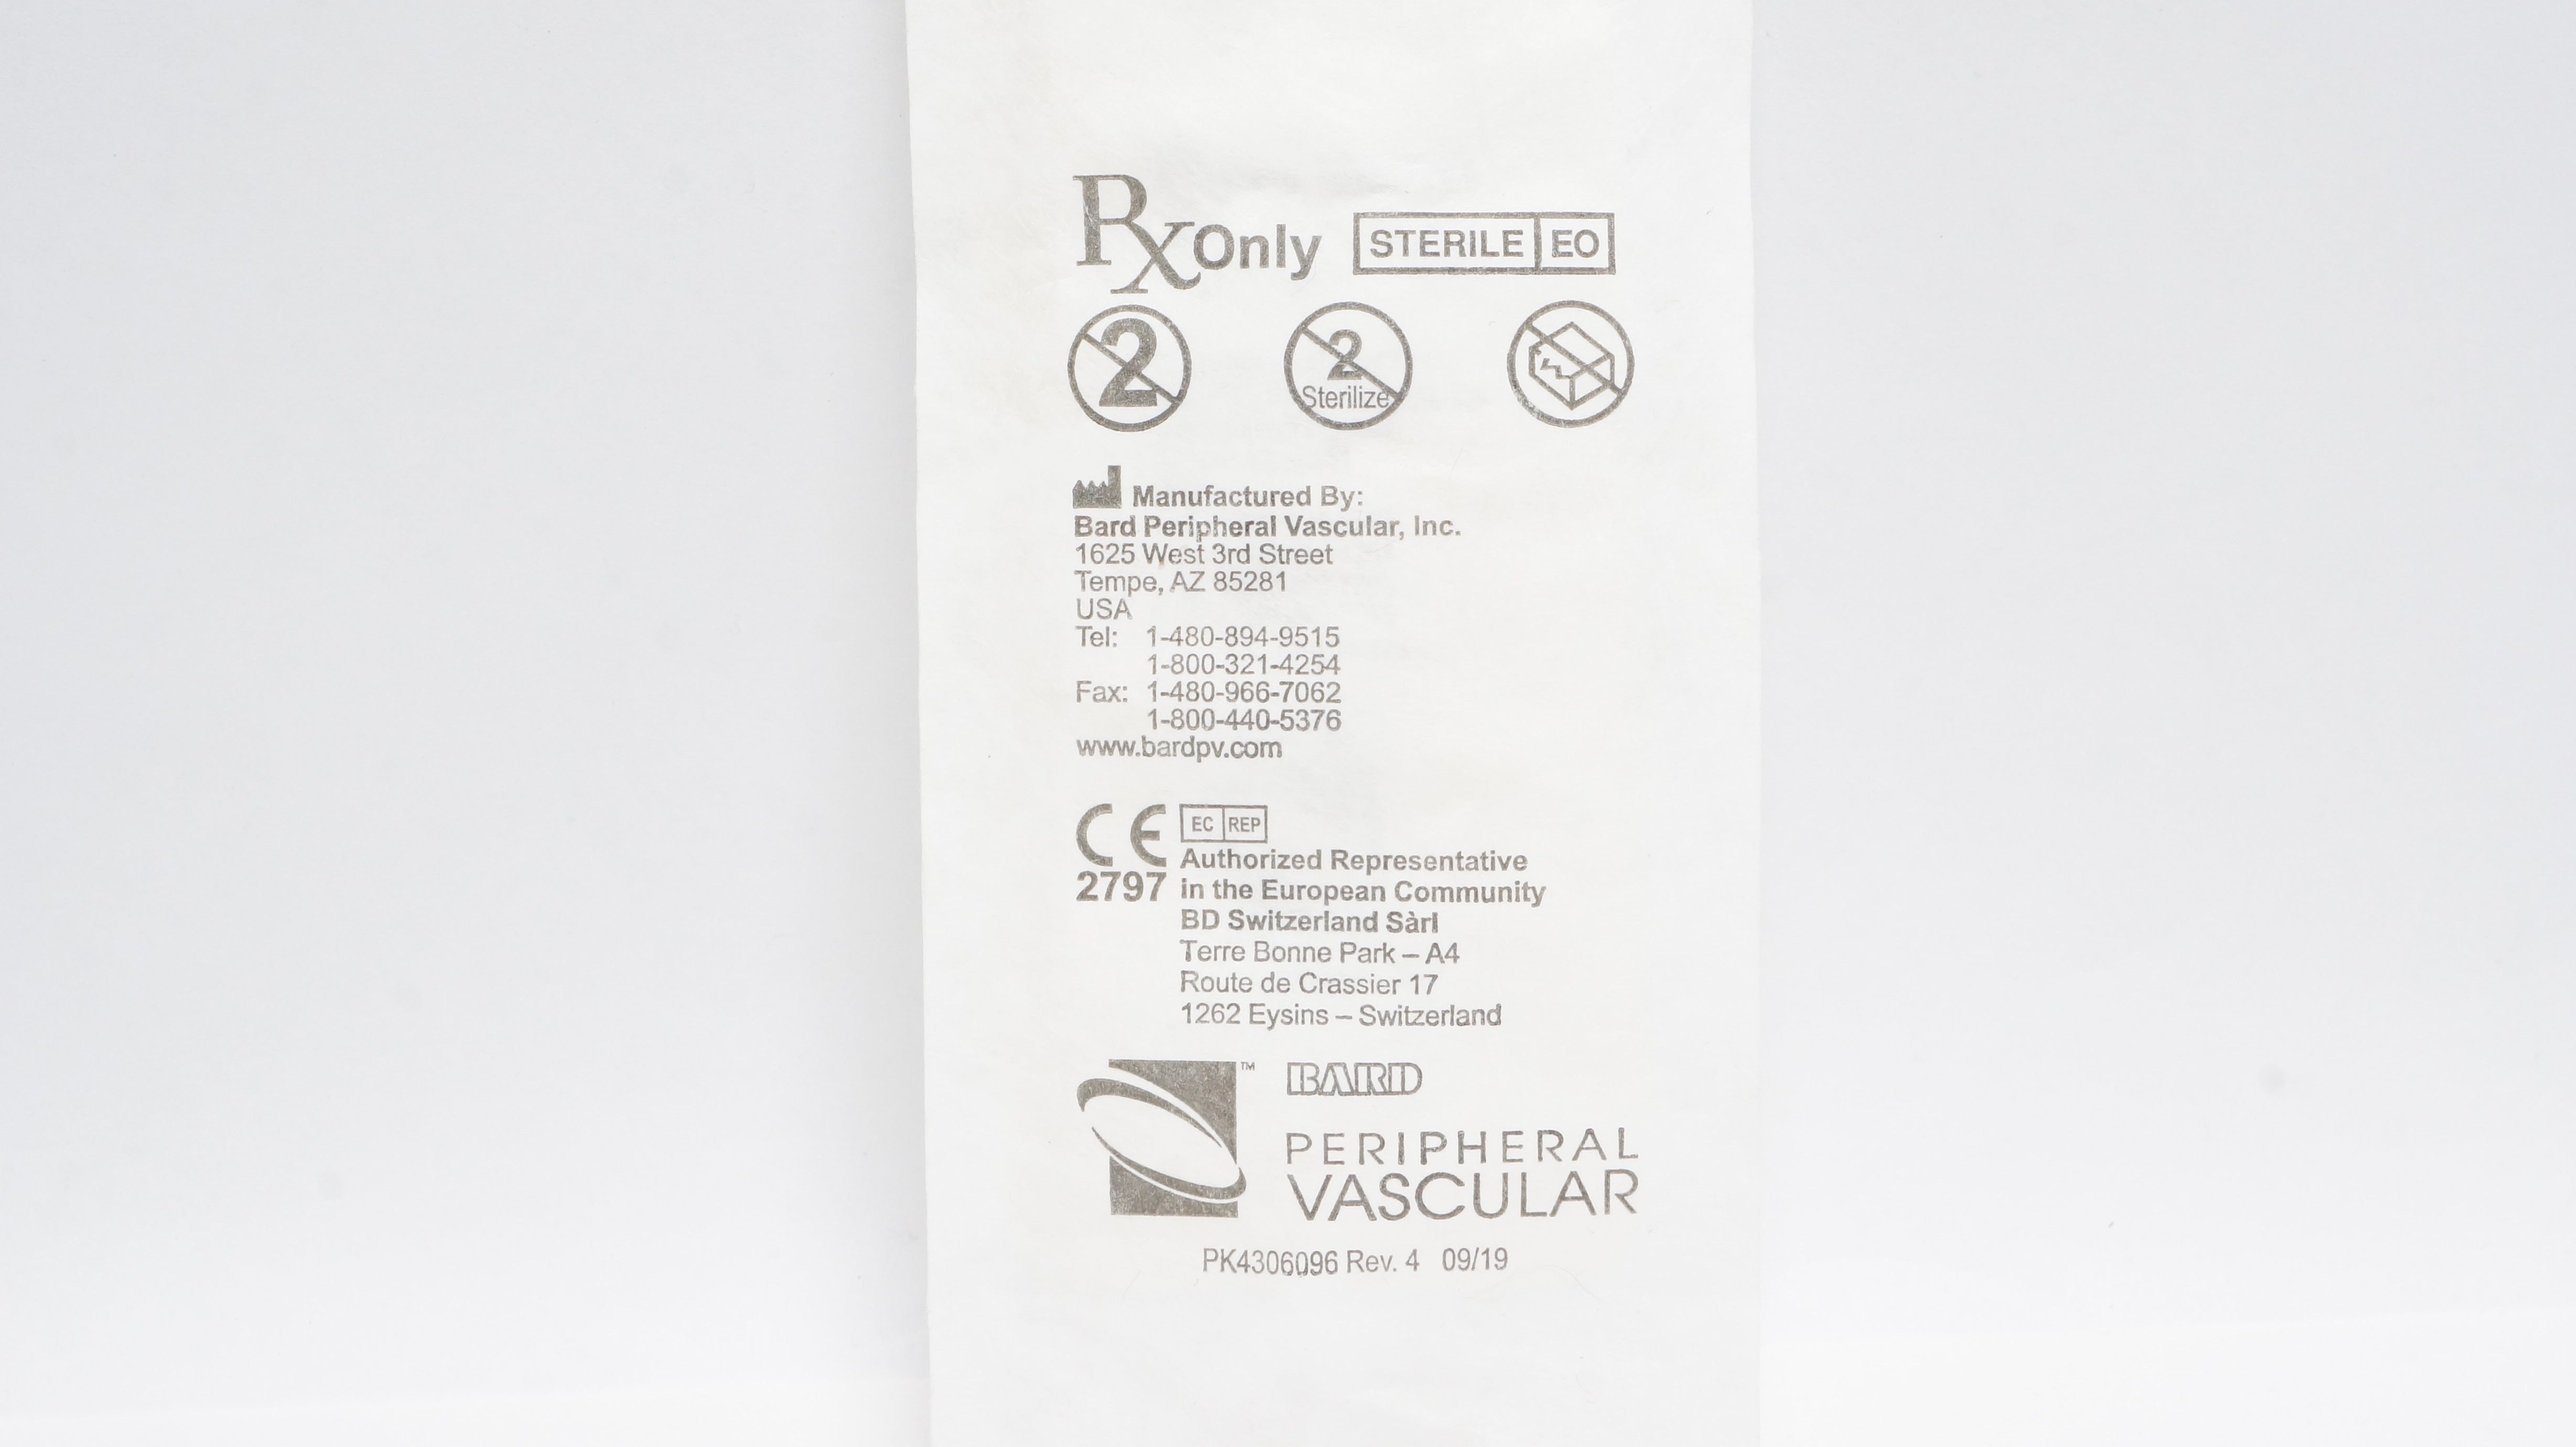 Rx Only STERILE EO
2 2 Sterilize
Manufactured By:
Bard Peripheral Vascular, Inc.
1625 West 3rd Street
Tempe, AZ 85281
USA
Tel: 1-480-894-9515
1-800-321-4254
Fax: 1-480-966-7062
1-800-440-5376
www.bardpv.com
CE EC REP
Authorized Representative
2797 in the European Community
BD Switzerland Sàrl
Terre Bonne Park – A4
Route de Crassier 17
1262 Eysins – Switzerland
™ BARD
PERIPHERAL
VASCULAR
PK4306096 Rev. 4 09/19